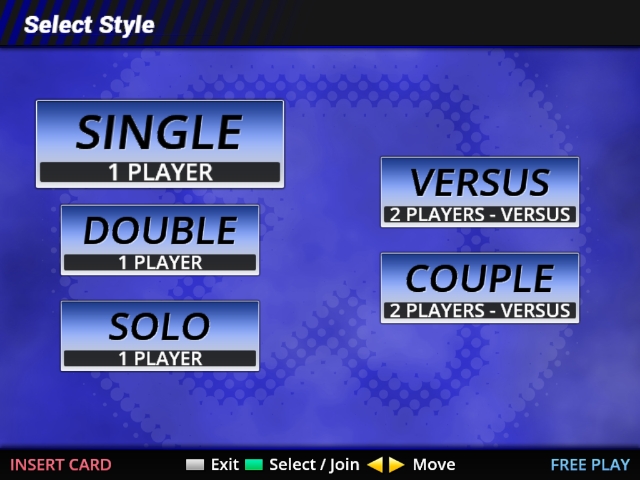 Select Style
SINGLE
1 PLAYER
DOUBLE
1 PLAYER
SOLO
1 PLAYER
VERSUS
2 PLAYERS - VERSUS
COUPLE
2 PLAYERS - VERSUS
INSERT CARD
Exit Select / Join Move
FREE PLAY